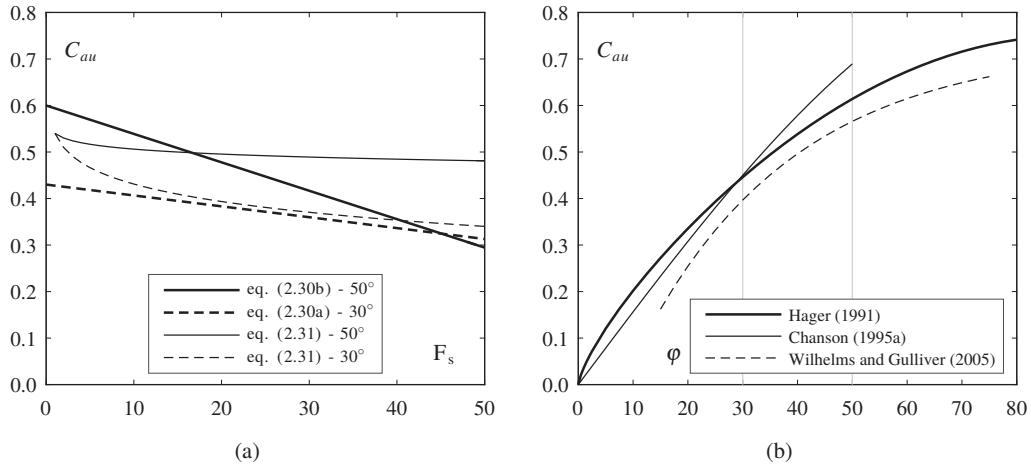 0.8
0.7
0.6
0.5
0.4
0.3
0.2
0.1
0.0
C_au
eq. (2.30b) - 50°
eq. (2.30a) - 30°
eq. (2.31) - 50°
eq. (2.31) - 30°
F_s
0 10 20 30 40 50
(a)
0.8
0.7
0.6
0.5
0.4
0.3
0.2
0.1
0.0
C_au
φ
Hager (1991)
Chanson (1995a)
Wilhelms and Gulliver (2005)
0 10 20 30 40 50 60 70 80
(b)